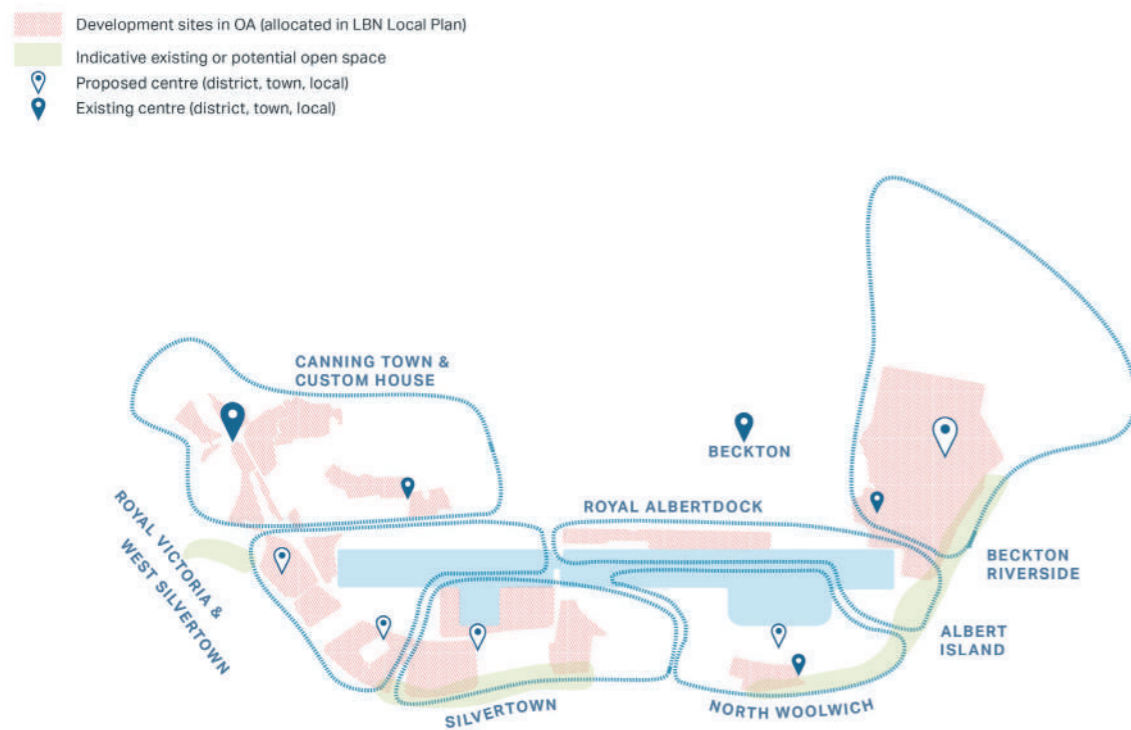 Development sites in OA (allocated in LBN Local Plan)
Indicative existing or potential open space
Proposed centre (district, town, local)
Existing centre (district, town, local)
CANNING TOWN &
CUSTOM HOUSE
BECKTON
ROYAL ALBERTDOCK
ROYAL VICTORIA &
WEST SILVERTOWN
BECKTON
RIVERSIDE
ALBERT
ISLAND
SILVERTOWN
NORTH WOOLWICH